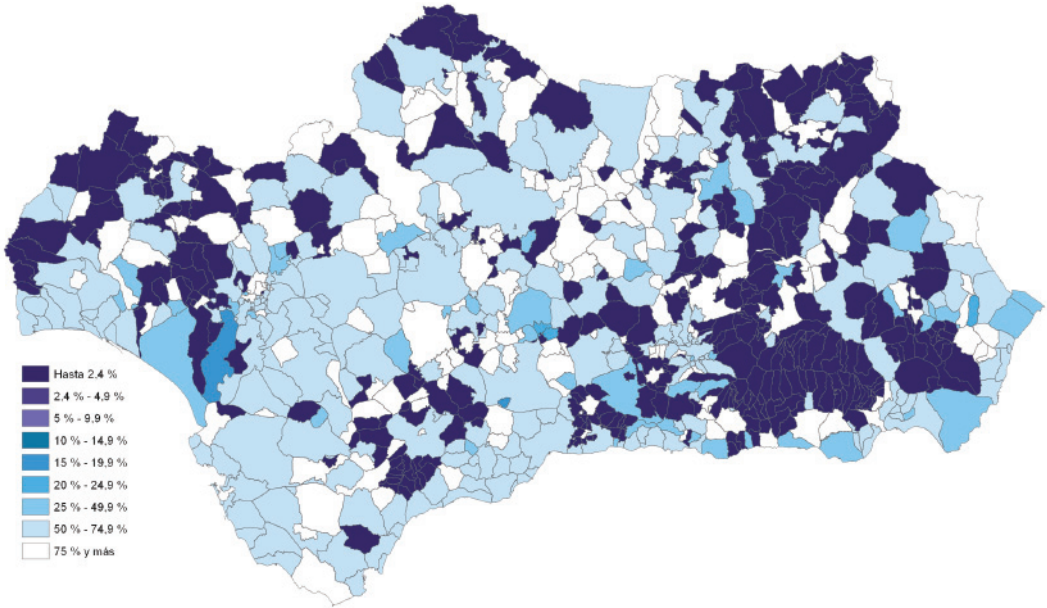 Hasta 2,4 %
2,4 % - 4,9 %
5 % - 9,9 %
10 % - 14,9 %
15 % - 19,9 %
20 % - 24,9 %
25 % - 49,9 %
50 % - 74,9 %
75 % y más